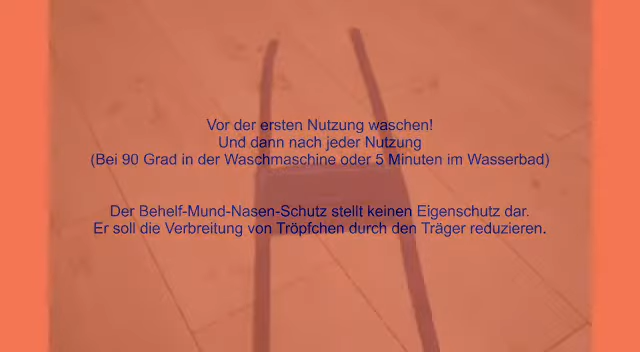 Vor der ersten Nutzung waschen!
Und dann nach jeder Nutzung
(Bei 90 Grad in der Waschmaschine oder 5 Minuten im Wasserbad)
Der Behelf-Mund-Nasen-Schutz stellt keinen Eigenschutz dar.
Er soll die Verbreitung von Tröpfchen durch den Träger reduzieren.